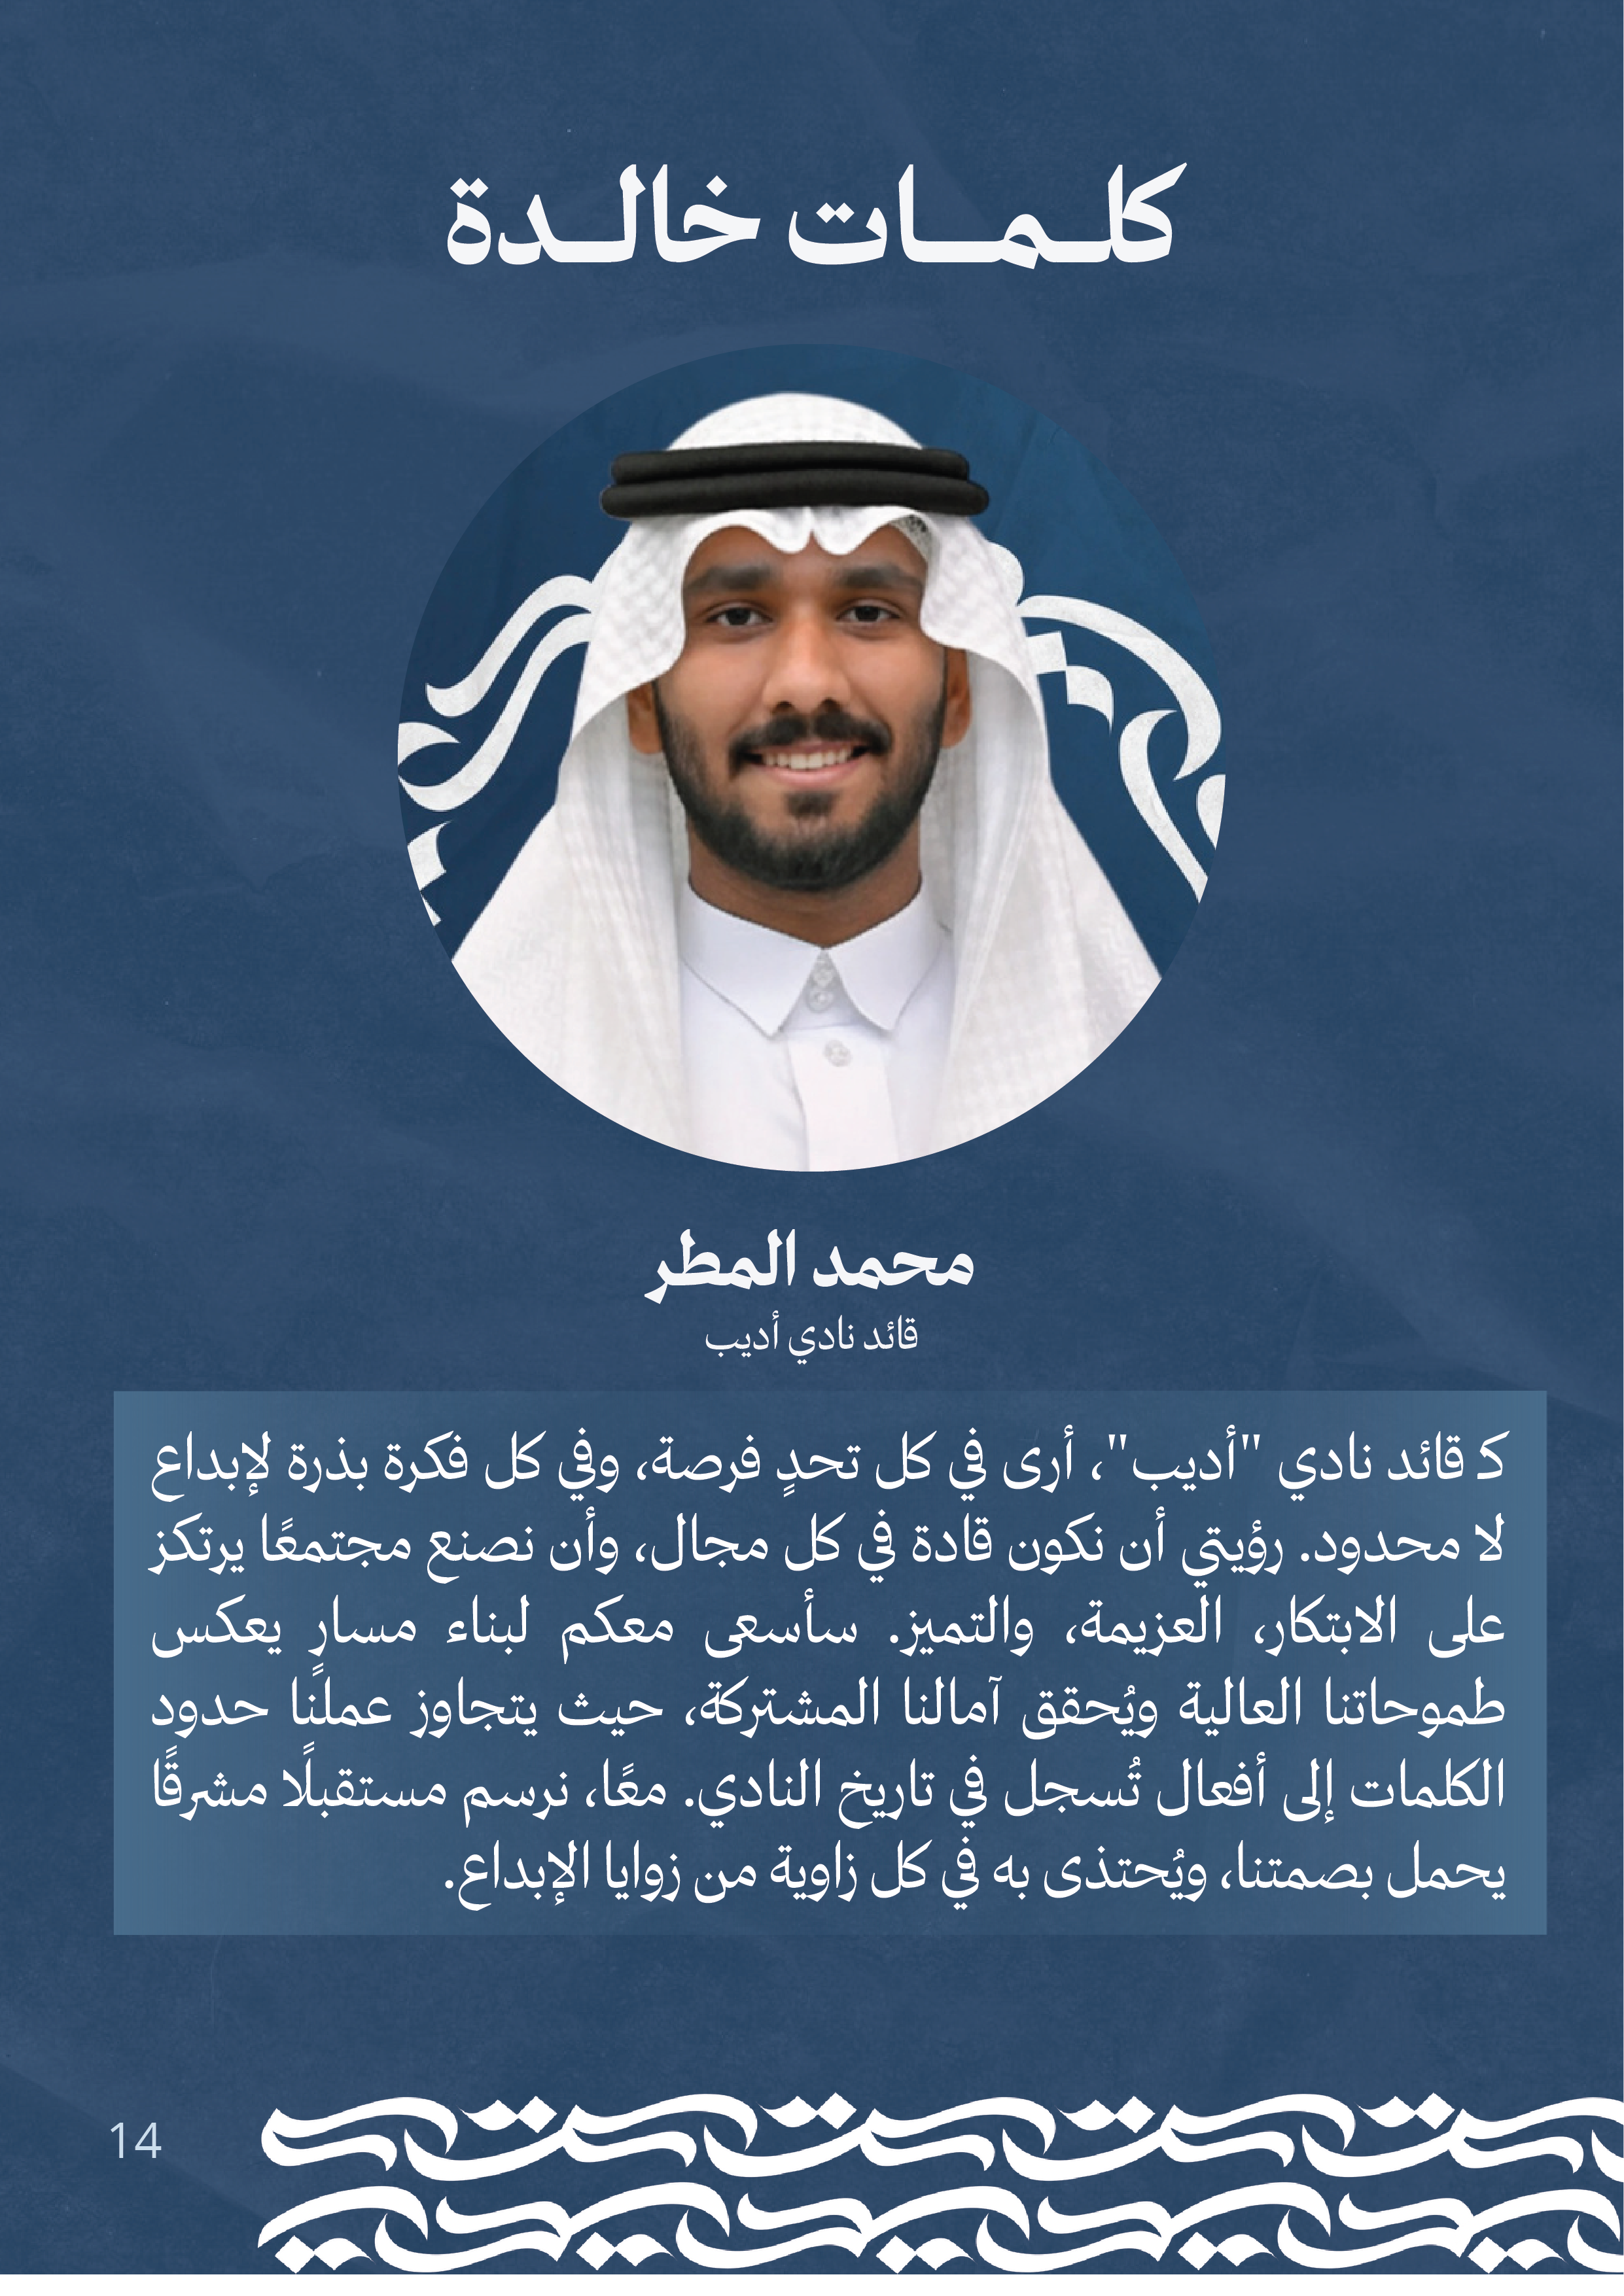 كلـمـات خالـدة
محمد المطر
قائد نادي أديب
كـ قائد نادي "أديب"، أرى في كل تحدٍ فرصة، وفي كل فكرة بذرة لإبداع
لا محدود. رؤيتي أن نكون قادة في كل مجال، وأن نصنع مجتمعًا يرتكز
على الابتكار، العزيمة، والتميز. سأسعى معكم لبناء مسارٍ يعكس
طموحاتنا العالية ويُحقق آمالنا المشتركة، حيث يتجاوز عملنا حدود
الكلمات إلى أفعال تُسجل في تاريخ النادي. معًا، نرسم مستقبلًا مشرقًا
يحمل بصمتنا، ويُحتذى به في كل زاوية من زوايا الإبداع.
14